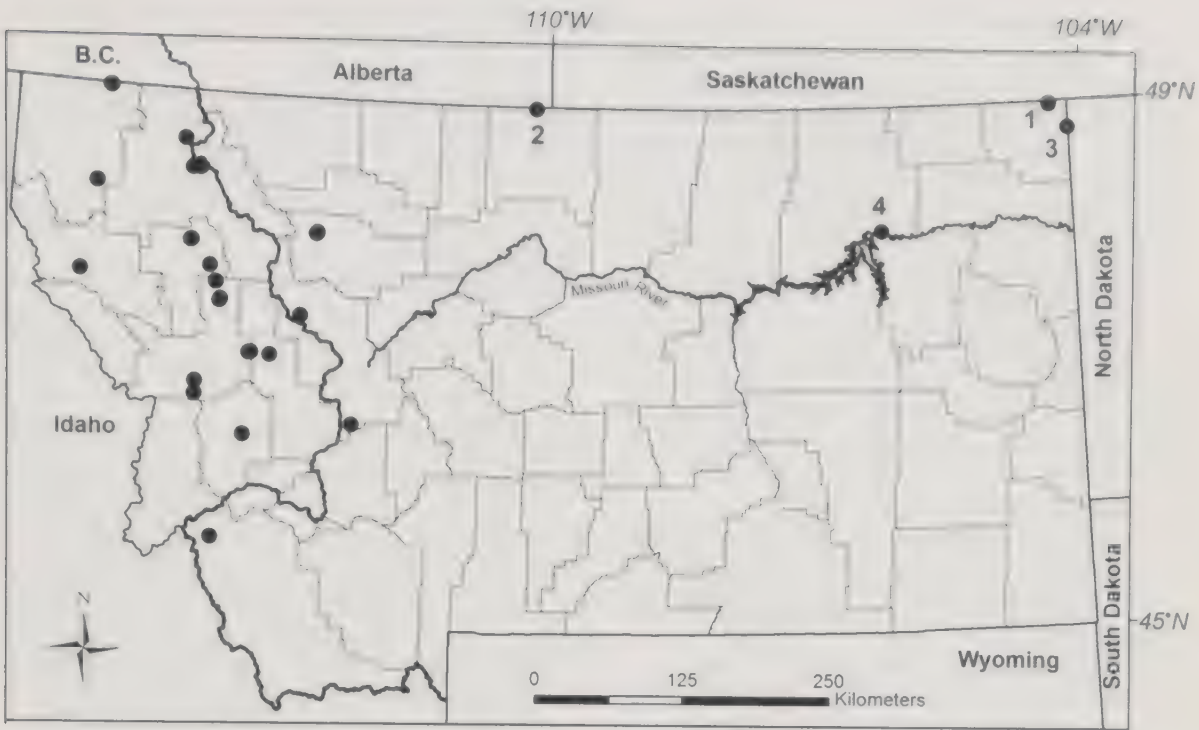 110°W
104°W
B.C.
Alberta
Saskatchewan
49°N
2
1
3
4
Missouri River
North Dakota
Idaho
N
South Dakota
45°N
Wyoming
0 125 250
Kilometers